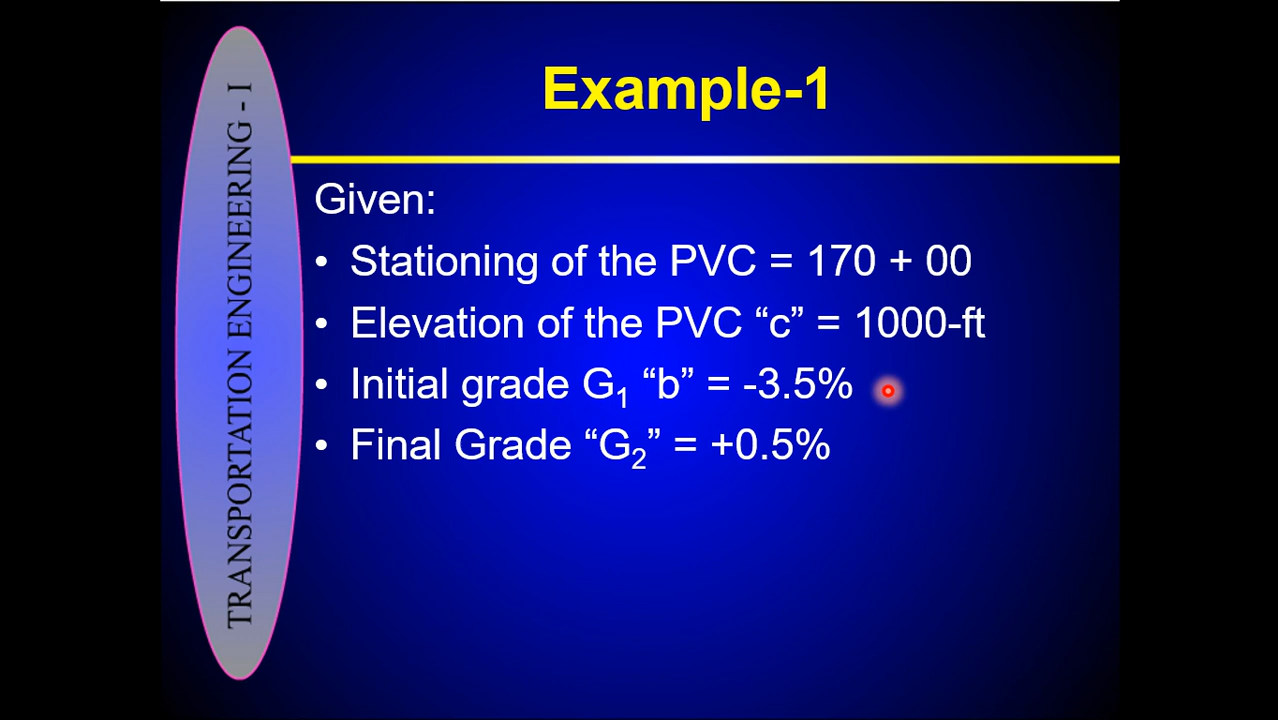 TRANSPORTATION ENGINEERING - I
Example-1
Given:
• Stationing of the PVC = 170 + 00
• Elevation of the PVC “c” = 1000-ft
• Initial grade G₁ “b” = -3.5%
• Final Grade “G₂” = +0.5%